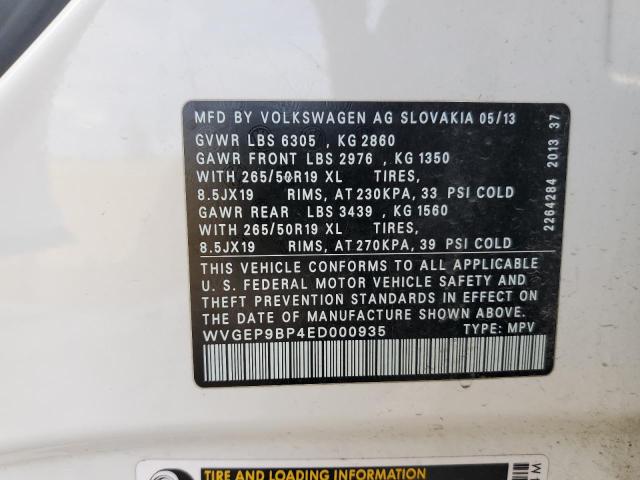 MFD BY VOLKSWAGEN AG SLOVAKIA 05/13
GVWR LBS 6305 , KG 2860
GAWR FRONT LBS 2976 , KG 1350
WITH 265/50R19 XL TIRES,
8.5JX19 RIMS, AT 230KPA, 33 PSI COLD
GAWR REAR LBS 3439 , KG 1560
WITH 265/50R19 XL TIRES,
8.5JX19 RIMS, AT 270KPA, 39 PSI COLD
THIS VEHICLE CONFORMS TO ALL APPLICABLE
U. S. FEDERAL MOTOR VEHICLE SAFETY AND
THEFT PREVENTION STANDARDS IN EFFECT ON
THE DATE OF MANUFACTURE SHOWN ABOVE.
WVGEP9BP4ED000935 TYPE: MPV
2264284 2013 37
TIRE AND LOADING INFORMATION